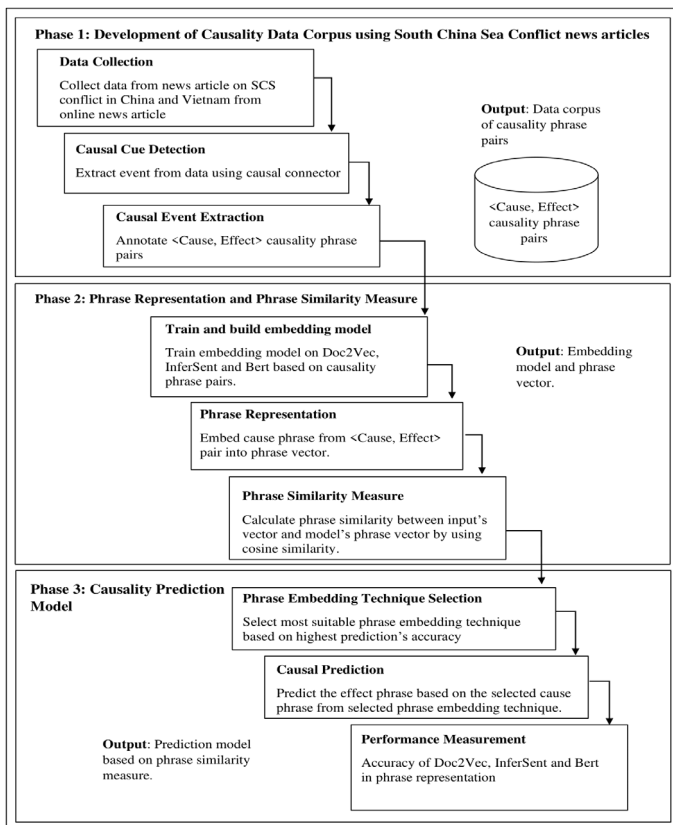 Phase 1: Development of Causality Data Corpus using South China Sea Conflict news articles
Data Collection
Collect data from news article on SCS
conflict in China and Vietnam from
online news article
Causal Cue Detection
Extract event from data using causal connector
Causal Event Extraction
Annotate <Cause, Effect> causality phrase
pairs
Output: Data corpus
of causality phrase
pairs
<Cause, Effect>
causality phrase
pairs
Phase 2: Phrase Representation and Phrase Similarity Measure
Train and build embedding model
Train embedding model on Doc2Vec,
InferSent and Bert based on causality
phrase pairs.
Output: Embedding
model and phrase
vector.
Phrase Representation
Embed cause phrase from <Cause, Effect>
pair into phrase vector.
Phrase Similarity Measure
Calculate phrase similarity between input's
vector and model's phrase vector by using
cosine similarity.
Phase 3: Causality Prediction
Model
Phrase Embedding Technique Selection
Select most suitable phrase embedding technique
based on highest prediction's accuracy
Causal Prediction
Predict the effect phrase based on the selected cause
phrase from selected phrase embedding technique.
Output: Prediction model
based on phrase similarity
measure.
Performance Measurement
Accuracy of Doc2Vec, InferSent and Bert
in phrase representation